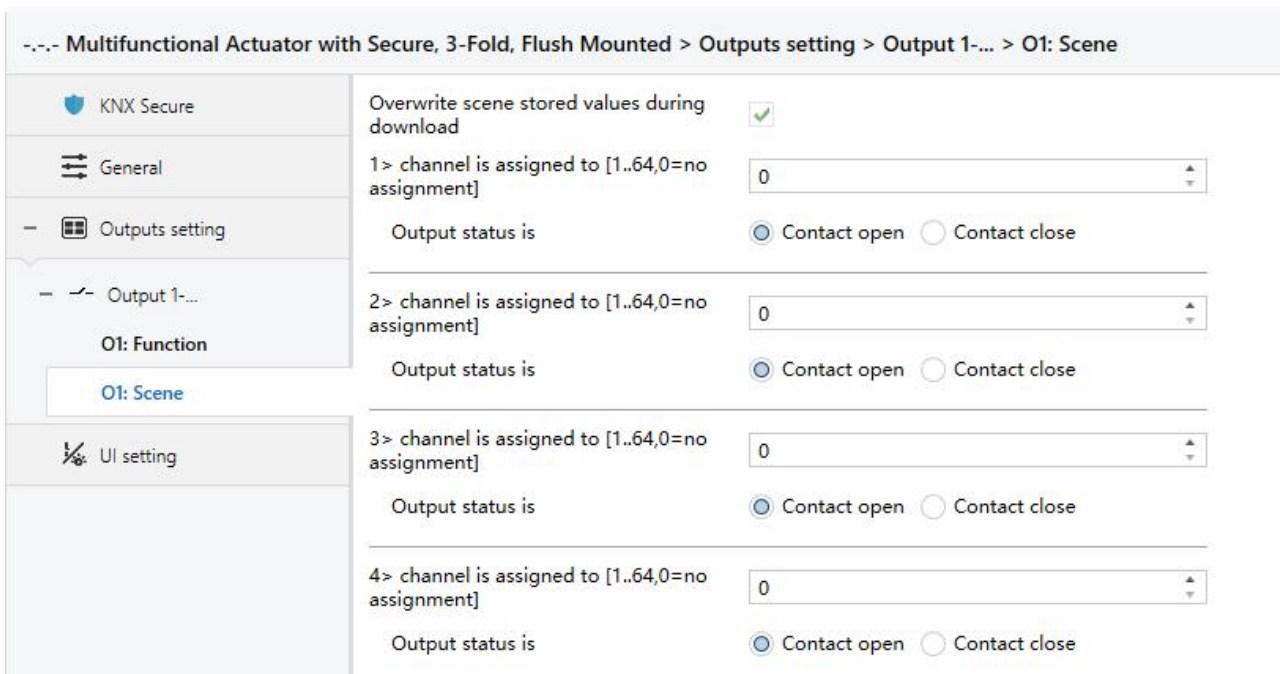 -.-.- Multifunctional Actuator with Secure, 3-Fold, Flush Mounted > Outputs setting > Output 1-... > O1: Scene
KNX Secure
General
Outputs setting
Output 1-...
O1: Function
O1: Scene
UI setting
Overwrite scene stored values during
download
1> channel is assigned to [1..64,0=no
assignment]
0
Output status is
Contact open
Contact close
2> channel is assigned to [1..64,0=no
assignment]
0
Output status is
Contact open
Contact close
3> channel is assigned to [1..64,0=no
assignment]
0
Output status is
Contact open
Contact close
4> channel is assigned to [1..64,0=no
assignment]
0
Output status is
Contact open
Contact close